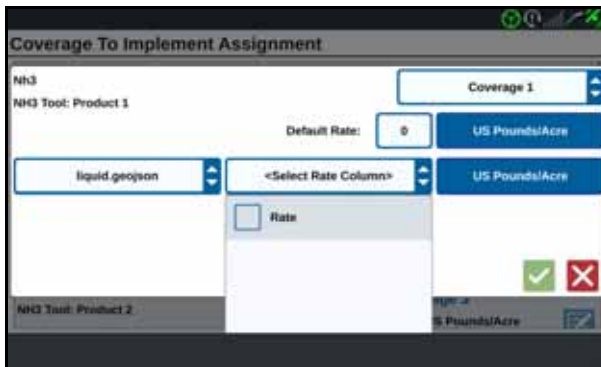 Coverage To Implement Assignment
Nh3
Coverage 1
NH3 Tool: Product 1
Default Rate: 0 US Pounds/Acre
liquid.geojson <Select Rate Column> US Pounds/Acre
Rate
NH3 Tool: Product 2
S Pounds/Acre